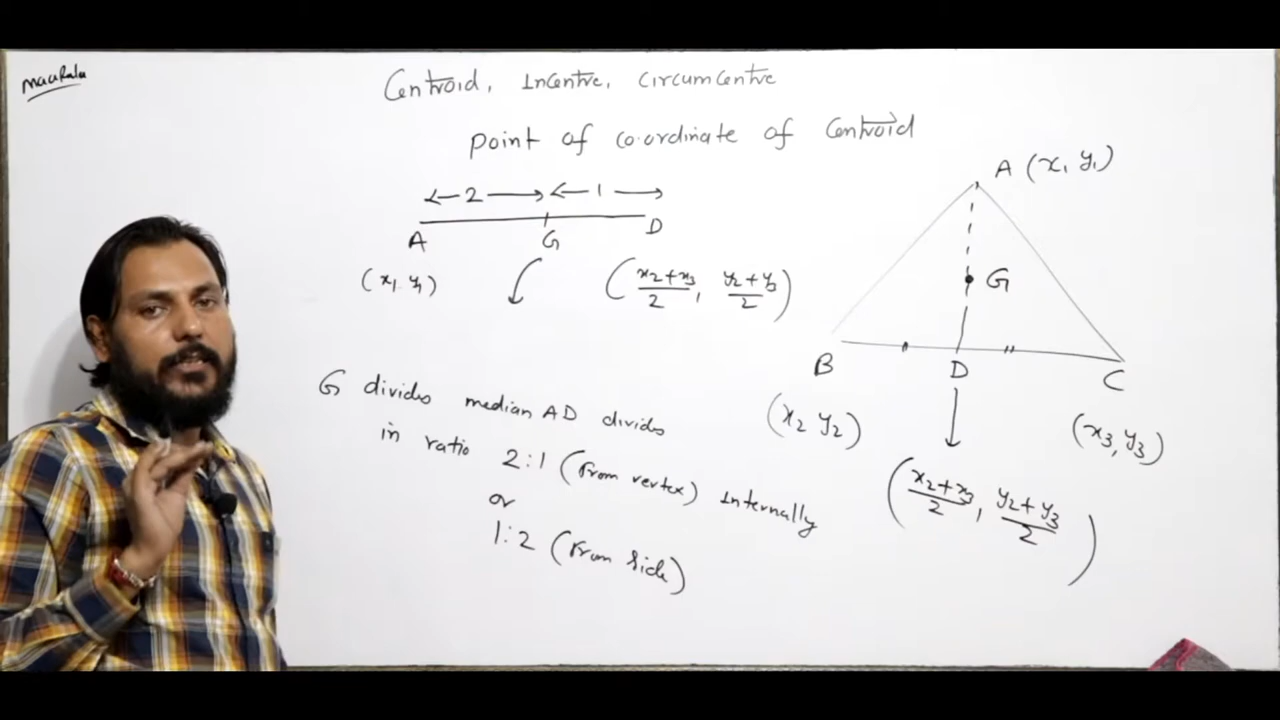 Centroid, Incentre, Circumcentre
point of co-ordinate of Centroid
A (x₁ y₁)
2 1
A G D
(x₁ y₁)
(x₂+x₃/2, y₂+y₃/2)
G
B D C
(x₂ y₂)
(x₃, y₃)
(x₂+x₃/2, y₂+y₃/2)
G divides median AD divides
in ratio 2:1 (from vertex) internally
or
1:2 (from side)